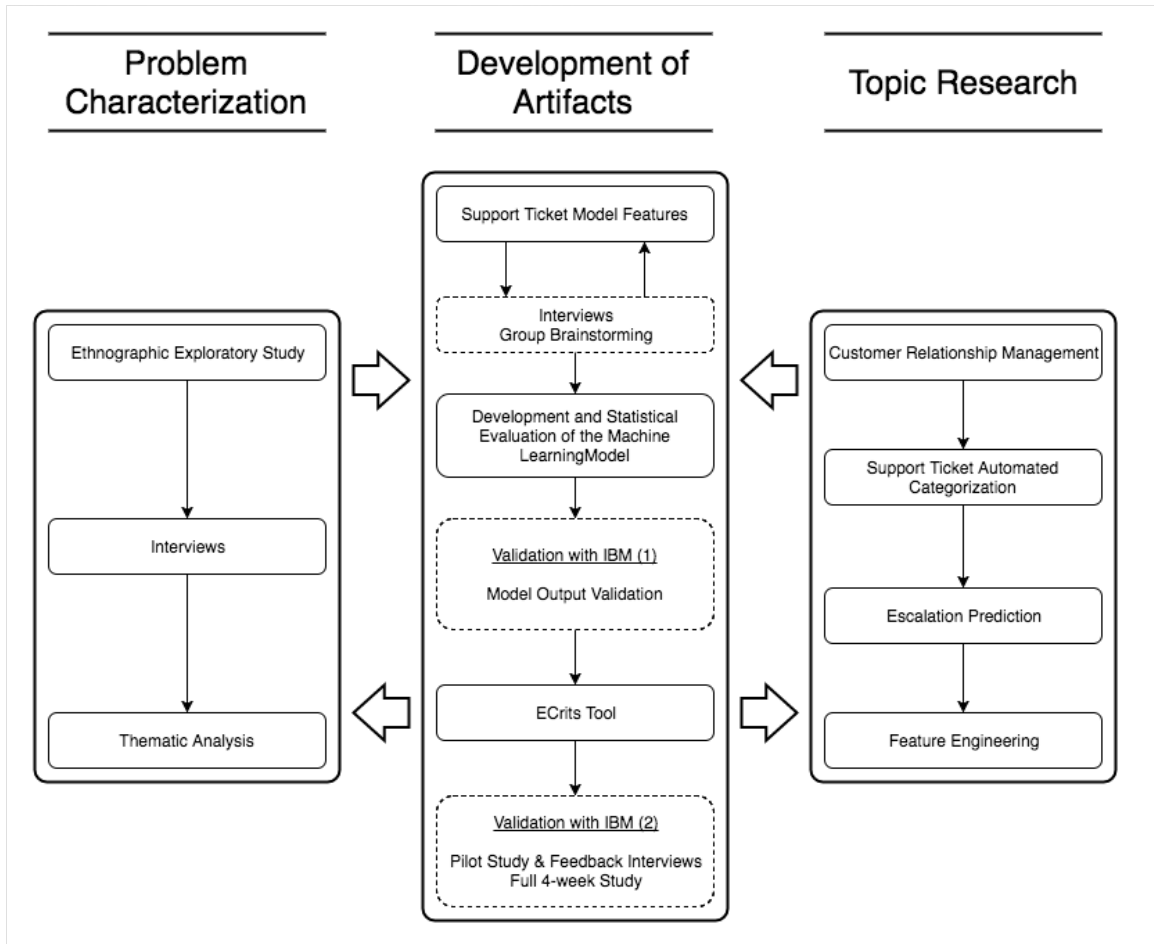 Problem
Characterization
Development of
Artifacts
Topic Research
Ethnographic Exploratory Study
Interviews
Thematic Analysis
Support Ticket Model Features
Interviews
Group Brainstorming
Development and Statistical
Evaluation of the Machine
LearningModel
Validation with IBM (1)
Model Output Validation
ECrits Tool
Validation with IBM (2)
Pilot Study & Feedback Interviews
Full 4-week Study
Customer Relationship Management
Support Ticket Automated
Categorization
Escalation Prediction
Feature Engineering